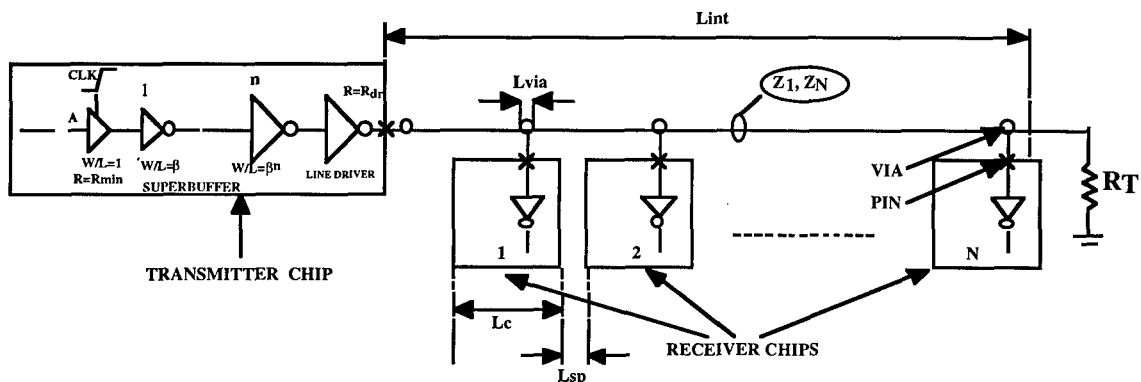 Lint
CLK
1
n
R=Rdr
Lvia
Z1, ZN
A
W/L=1
R=Rmin
W/L=β
W/L=βⁿ
LINE DRIVER
SUPERBUFFER
VIA
PIN
RT
TRANSMITTER CHIP
1
2
N
Lc
Lsp
RECEIVER CHIPS